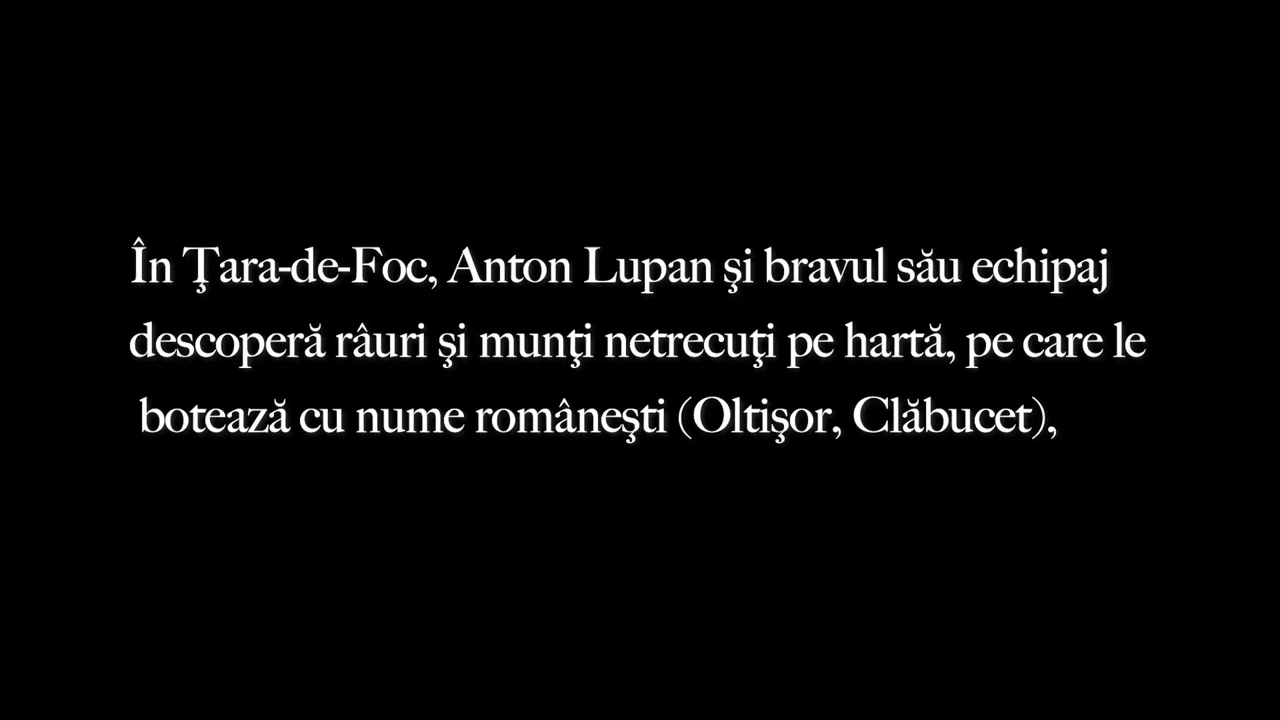 În Ţara-de-Foc, Anton Lupan şi bravul său echipaj
descoperă râuri şi munţi netrecuţi pe hartă, pe care le
botează cu nume româneşti (Oltişor, Clăbucet),